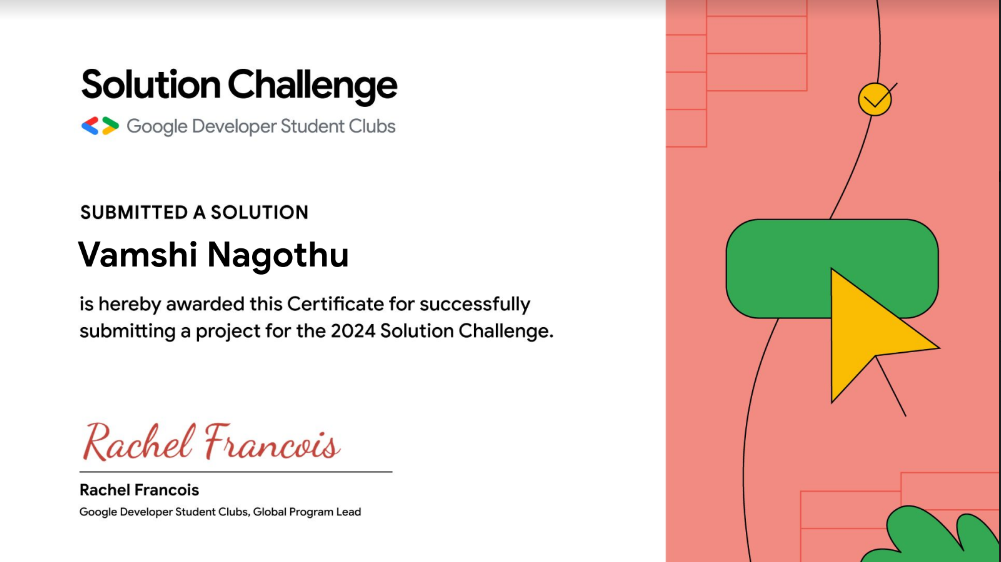 Solution Challenge
Google Developer Student Clubs
SUBMITTED A SOLUTION
Vamshi Nagothu
is hereby awarded this Certificate for successfully
submitting a project for the 2024 Solution Challenge.
Rachel Francois
Rachel Francois
Google Developer Student Clubs, Global Program Lead